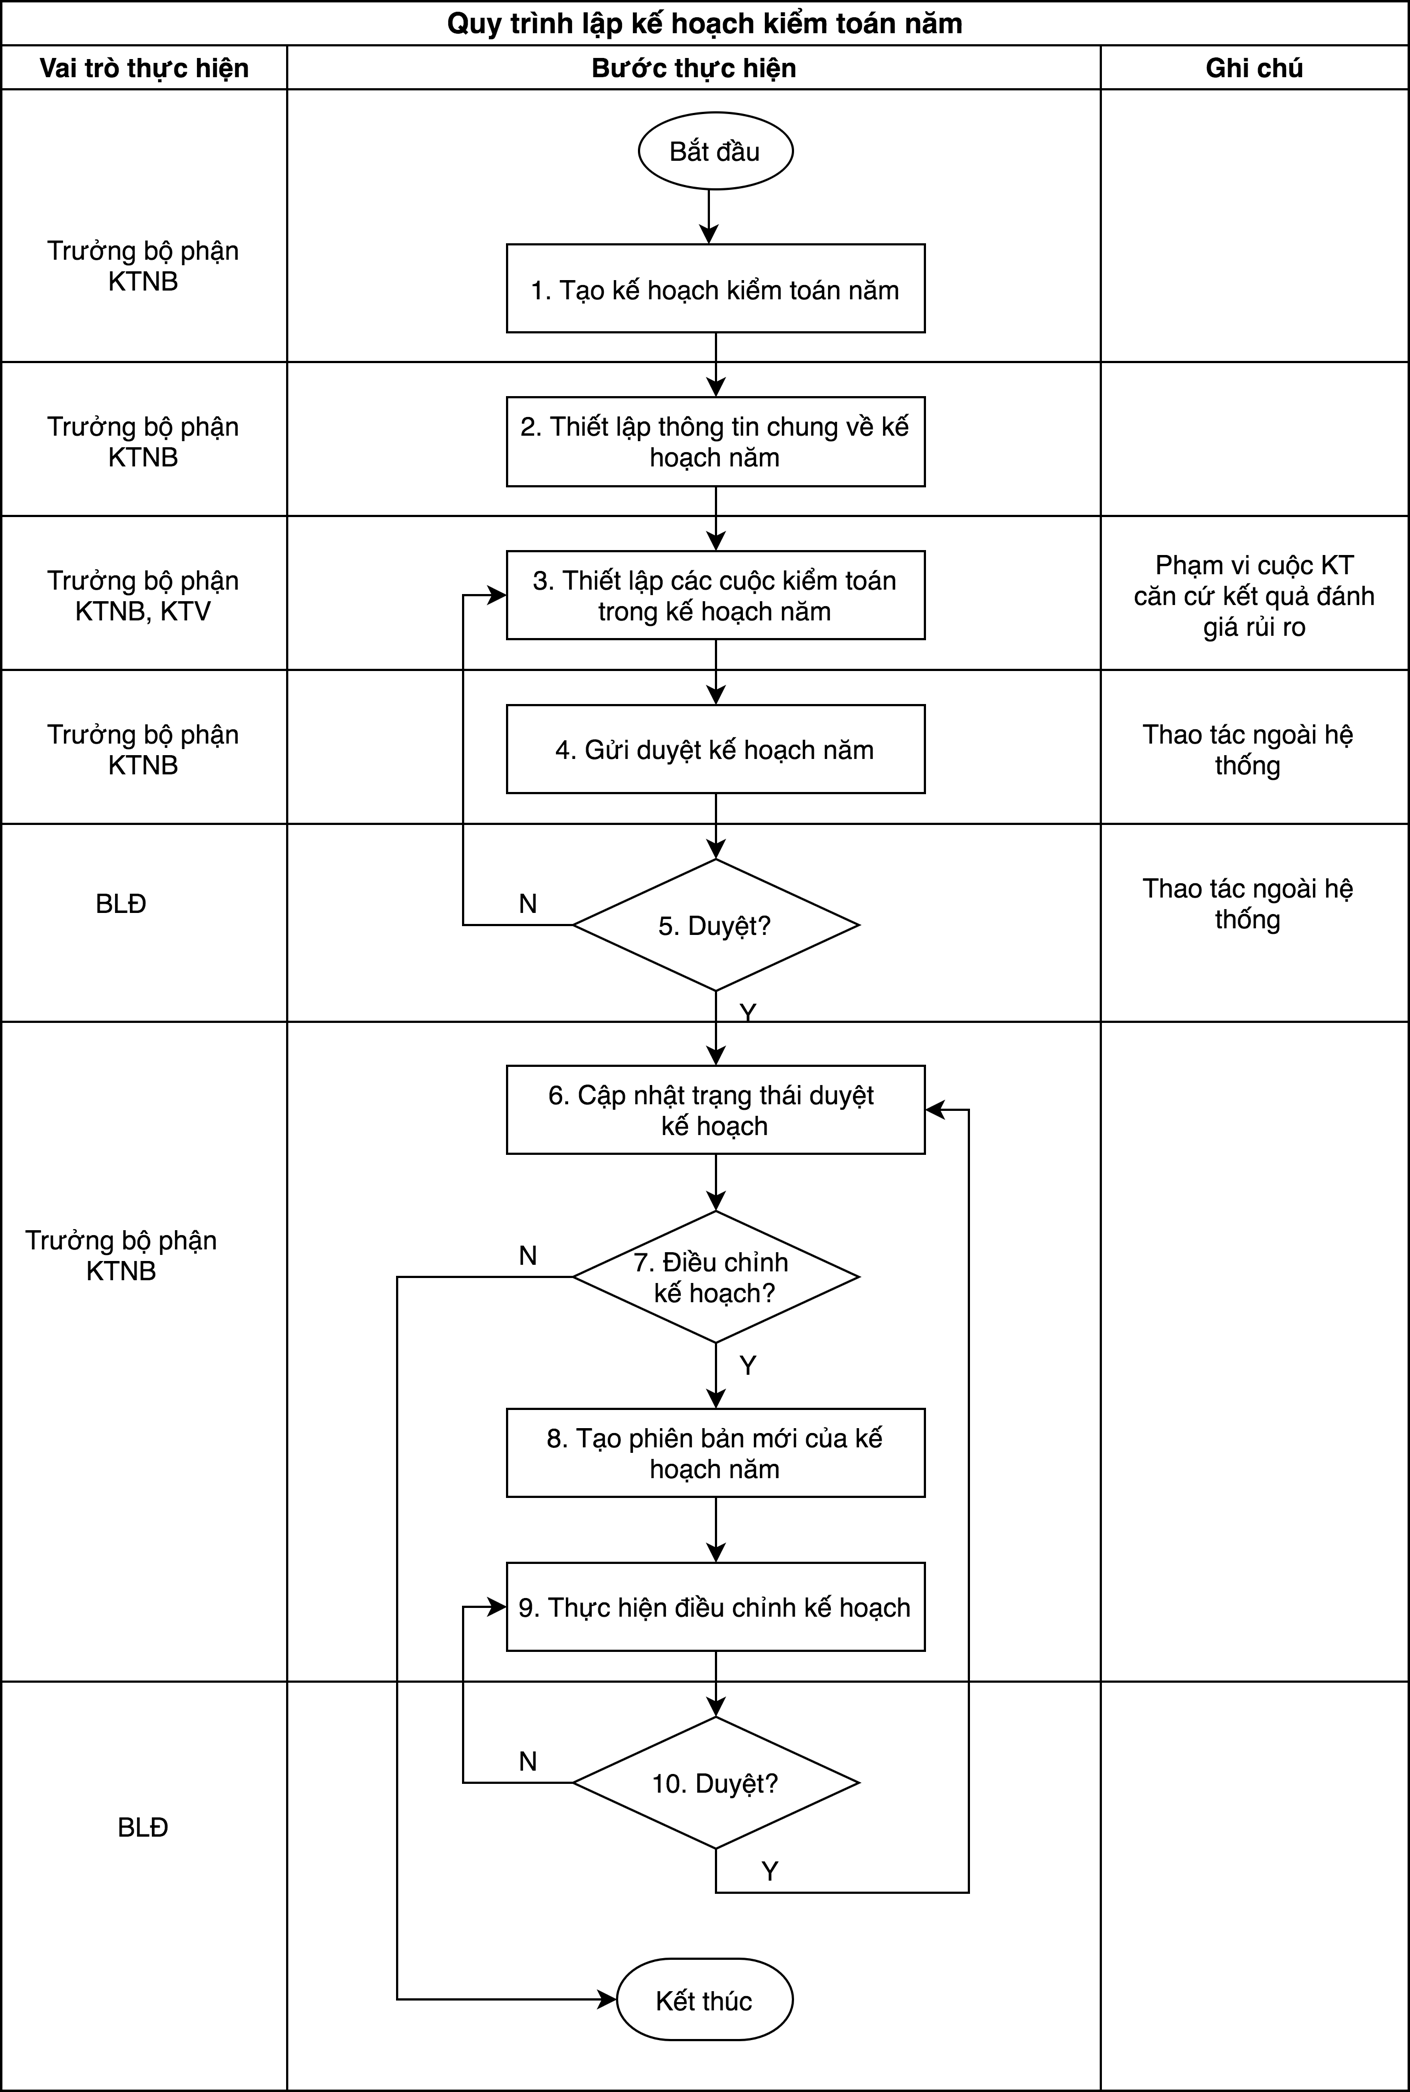 Quy trình lập kế hoạch kiểm toán năm
Vai trò thực hiện
Bước thực hiện
Ghi chú
Bắt đầu
Trưởng bộ phận
KTNB
1. Tạo kế hoạch kiểm toán năm
Trưởng bộ phận
KTNB
2. Thiết lập thông tin chung về kế
hoạch năm
Trưởng bộ phận
KTNB, KTV
3. Thiết lập các cuộc kiểm toán
trong kế hoạch năm
Phạm vi cuộc KT
căn cứ kết quả đánh
giá rủi ro
Trưởng bộ phận
KTNB
4. Gửi duyệt kế hoạch năm
Thao tác ngoài hệ
thống
BLĐ
N
5. Duyệt?
Thao tác ngoài hệ
thống
Y
6. Cập nhật trạng thái duyệt
kế hoạch
Trưởng bộ phận
KTNB
N
7. Điều chỉnh
kế hoạch?
Y
8. Tạo phiên bản mới của kế
hoạch năm
9. Thực hiện điều chỉnh kế hoạch
BLĐ
N
10. Duyệt?
Y
Kết thúc